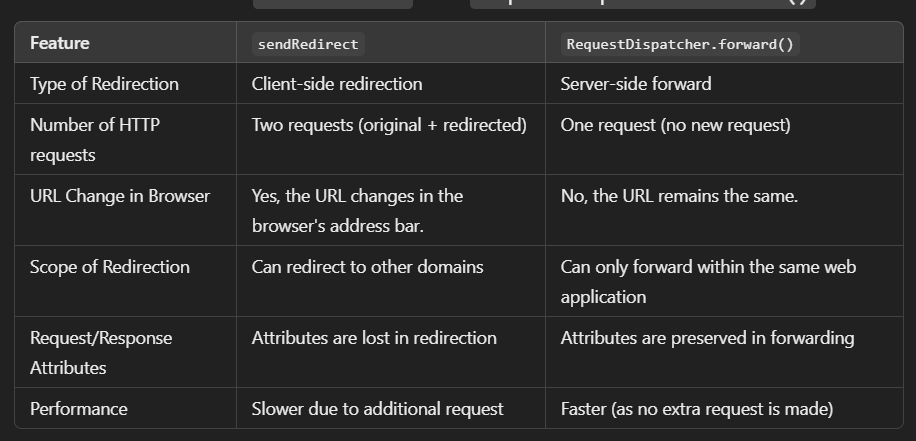 Feature sendRedirect RequestDispatcher.forward()
Type of Redirection Client-side redirection Server-side forward
Number of HTTP Two requests (original + redirected) One request (no new request)
requests
URL Change in Browser Yes, the URL changes in the No, the URL remains the same.
browser's address bar.
Scope of Redirection Can redirect to other domains Can only forward within the same web
application
Request/Response Attributes are lost in redirection Attributes are preserved in forwarding
Attributes
Performance Slower due to additional request Faster (as no extra request is made)